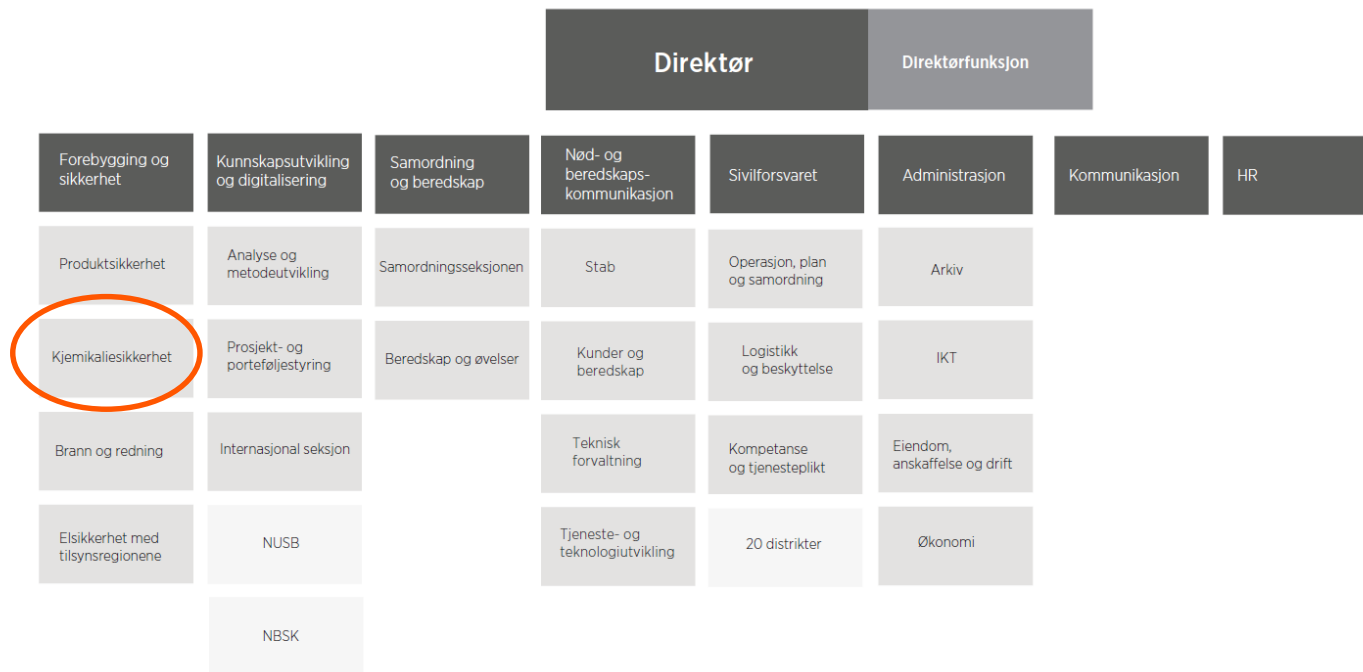 Direktør
Direktørfunksjon
Forebygging og
sikkerhet
Kunnskapsutvikling
og digitalisering
Samordning
og beredskap
Nød- og
beredskaps-
kommunikasjon
Sivilforsvaret
Administrasjon
Kommunikasjon
HR
Produktsikkerhet
Analyse og
metodeutvikling
Samordningsseksjonen
Stab
Operasjon, plan
og samordning
Arkiv
Kjemikaliesikkerhet
Prosjekt- og
porteføljestyring
Beredskap og øvelser
Kunder og
beredskap
Logistikk
og beskyttelse
IKT
Brann og redning
Internasjonal seksjon
Teknisk
forvaltning
Kompetanse
og tjenesteplikt
Eiendom,
anskaffelse og drift
Elsikkerhet med
tilsynsregionene
NUSB
Tjeneste- og
teknologiutvikling
20 distrikter
Økonomi
NBSK